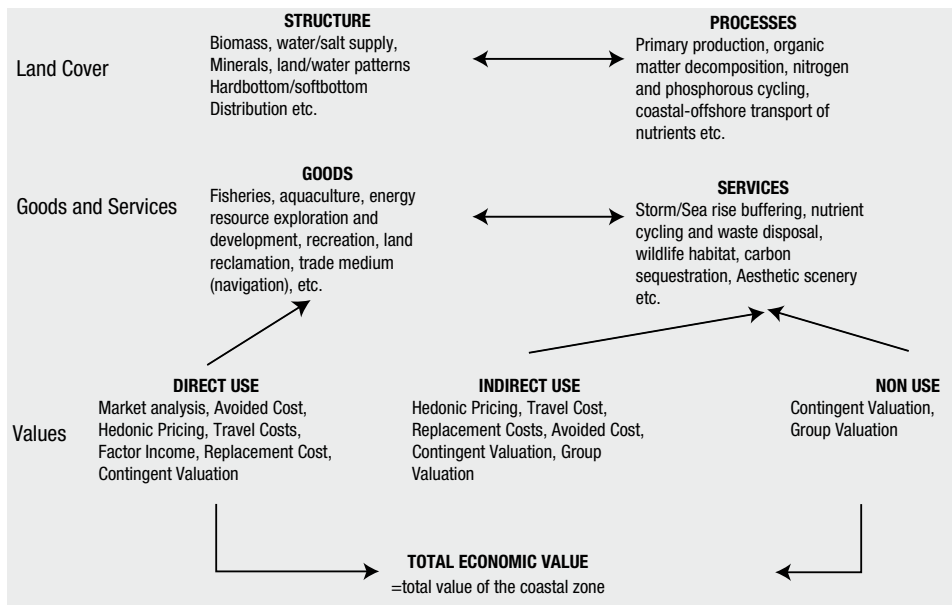 STRUCTURE
Biomass, water/salt supply,
Minerals, land/water patterns
Hardbottom/softbottom
Distribution etc.
PROCESSES
Primary production, organic
matter decomposition, nitrogen
and phosphorous cycling,
coastal-offshore transport of
nutrients etc.
Land Cover
GOODS
Fisheries, aquaculture, energy
resource exploration and
development, recreation, land
reclamation, trade medium
(navigation), etc.
SERVICES
Storm/Sea rise buffering, nutrient
cycling and waste disposal,
wildlife habitat, carbon
sequestration, Aesthetic scenery
etc.
Goods and Services
DIRECT USE
Market analysis, Avoided Cost,
Hedonic Pricing, Travel Costs,
Factor Income, Replacement Cost,
Contingent Valuation
INDIRECT USE
Hedonic Pricing, Travel Cost,
Replacement Costs, Avoided Cost,
Contingent Valuation, Group
Valuation
NON USE
Contingent Valuation,
Group Valuation
Values
TOTAL ECONOMIC VALUE
=total value of the coastal zone